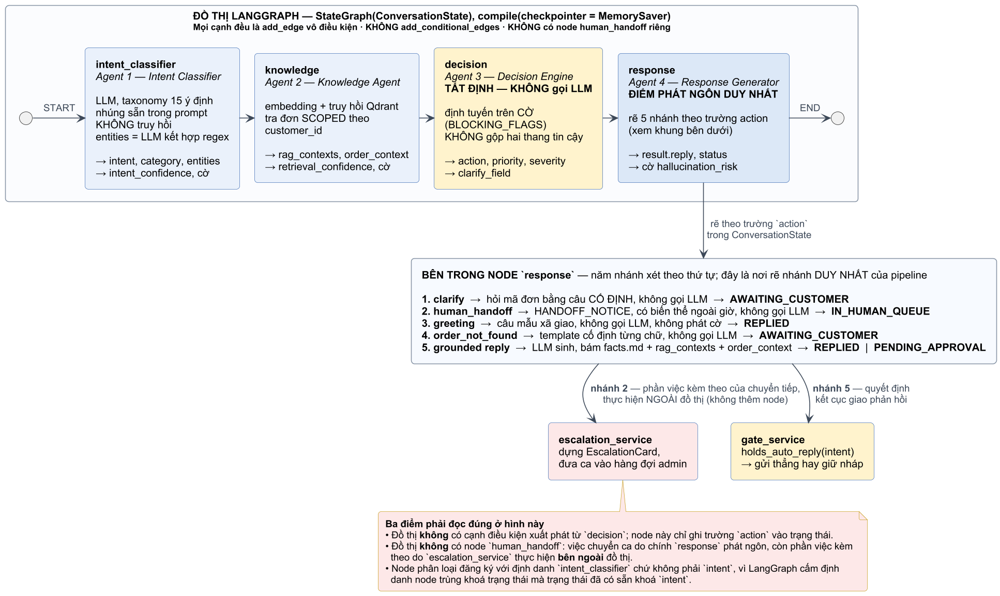 ĐỒ THỊ LANGGRAPH — StateGraph(ConversationState), compile(checkpointer = MemorySaver)
Mọi cạnh đều là add_edge vô điều kiện · KHÔNG add_conditional_edges · KHÔNG có node human_handoff riêng
START
intent_classifier
Agent 1 — Intent Classifier
LLM, taxonomy 15 ý định
nhúng sẵn trong prompt
KHÔNG truy hồi
entities = LLM kết hợp regex
→ intent, category, entities
→ intent_confidence, cờ
knowledge
Agent 2 — Knowledge Agent
embedding + truy hồi Qdrant
tra đơn SCOPED theo
customer_id
→ rag_contexts, order_context
→ retrieval_confidence, cờ
decision
Agent 3 — Decision Engine
TẤT ĐỊNH — KHÔNG gọi LLM
định tuyến trên CỜ
(BLOCKING_FLAGS)
KHÔNG gộp hai thang tin cậy
→ action, priority, severity
→ clarify_field
response
Agent 4 — Response Generator
ĐIỂM PHÁT NGÔN DUY NHẤT
rẽ 5 nhánh theo trường action
(xem khung bên dưới)
→ result.reply, status
→ cờ hallucination_risk
END
rẽ theo trường `action`
trong ConversationState
BÊN TRONG NODE `response` — năm nhánh xét theo thứ tự; đây là nơi rẽ nhánh DUY NHẤT của pipeline
1. clarify → hỏi mã đơn bằng câu CỐ ĐỊNH, không gọi LLM → AWAITING_CUSTOMER
2. human_handoff → HANDOFF_NOTICE, có biến thể ngoài giờ, không gọi LLM → IN_HUMAN_QUEUE
3. greeting → câu mẫu xã giao, không gọi LLM, không phát cờ → REPLIED
4. order_not_found → template cố định từng chữ, không gọi LLM → AWAITING_CUSTOMER
5. grounded reply → LLM sinh, bám facts.md + rag_contexts + order_context → REPLIED | PENDING_APPROVAL
nhánh 2 — phần việc kèm theo của chuyển tiếp,
thực hiện NGOÀI đồ thị (không thêm node)
nhánh 5 — quyết định
kết cục giao phản hồi
escalation_service
dựng EscalationCard,
đưa ca vào hàng đợi admin
gate_service
holds_auto_reply(intent)
→ gửi thẳng hay giữ nháp
Ba điểm phải đọc đúng ở hình này
• Đồ thị không có cạnh điều kiện xuất phát từ `decision`; node này chỉ ghi trường `action` vào trạng thái.
• Đồ thị không có node `human_handoff`: việc chuyển ca do chính `response` phát ngôn, còn phần việc kèm
theo do `escalation_service` thực hiện bên ngoài đồ thị.
• Node phân loại đăng ký với định danh `intent_classifier` chứ không phải `intent`, vì LangGraph cấm định
danh node trùng khoá trạng thái mà trạng thái đã có sẵn khoá `intent`.